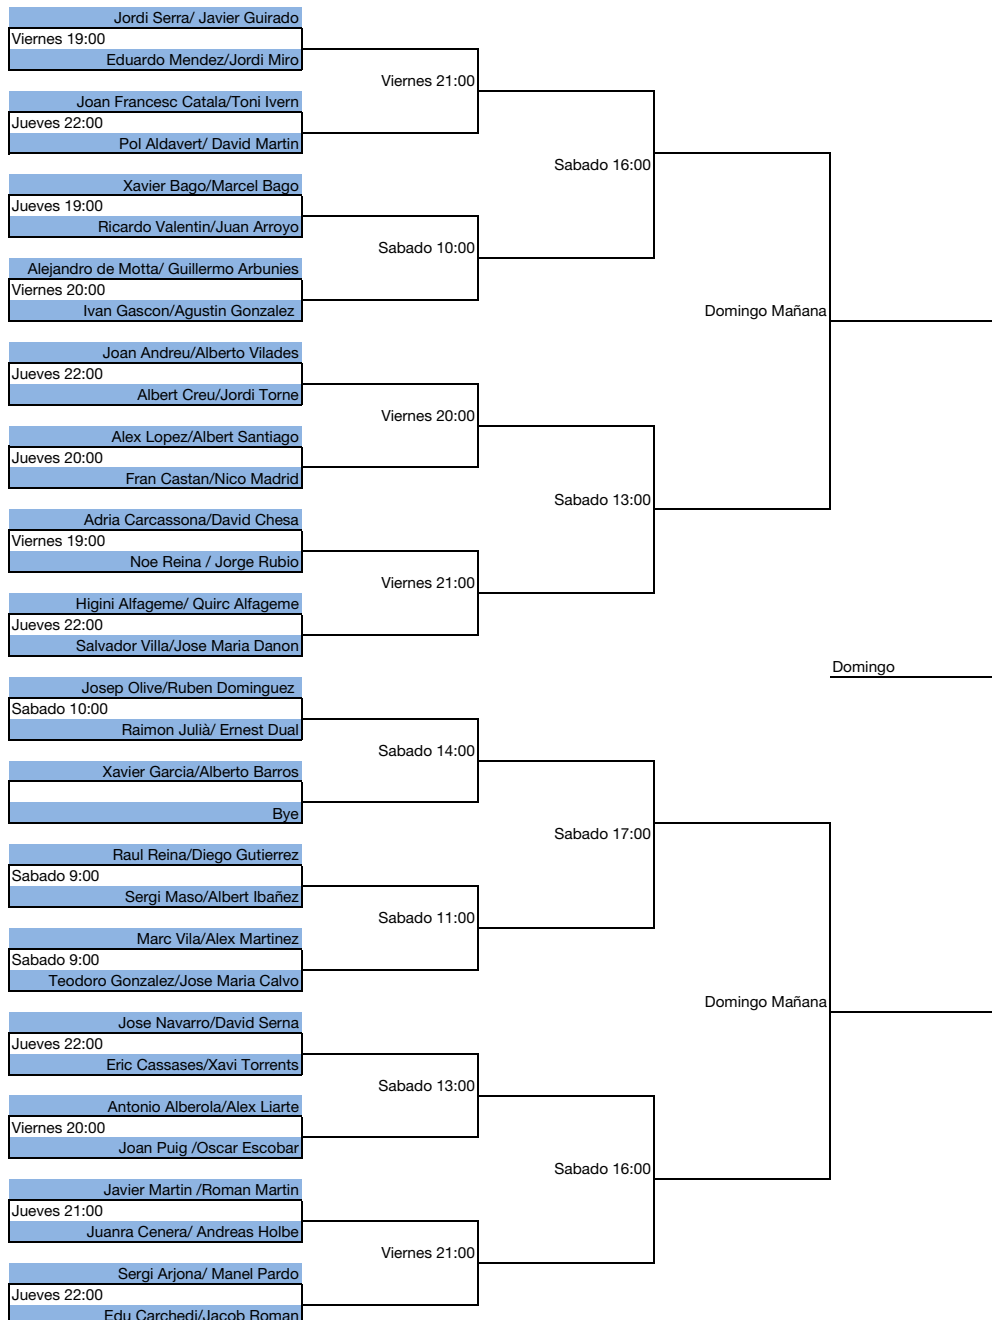 Jordi Serra/ Javier Guirado
Viernes 19:00
Eduardo Mendez/Jordi Miro
Viernes 21:00
Joan Francesc Catala/Toni Ivern
Jueves 22:00
Pol Aldavert/ David Martin
Sabado 16:00
Xavier Bago/Marcel Bago
Jueves 19:00
Ricardo Valentin/Juan Arroyo
Sabado 10:00
Alejandro de Motta/ Guillermo Arbunies
Viernes 20:00
Ivan Gascon/Agustin Gonzalez
Domingo Mañana
Joan Andreu/Alberto Vilades
Jueves 22:00
Albert Creu/Jordi Torne
Viernes 20:00
Alex Lopez/Albert Santiago
Jueves 20:00
Fran Castan/Nico Madrid
Sabado 13:00
Adria Carcassona/David Chesa
Viernes 19:00
Noe Reina / Jorge Rubio
Viernes 21:00
Higini Alfageme/ Quirc Alfageme
Jueves 22:00
Salvador Villa/Jose Maria Danon
Domingo
Josep Olive/Ruben Dominguez
Sabado 10:00
Raimon Julià/ Ernest Dual
Sabado 14:00
Xavier Garcia/Alberto Barros
Bye
Sabado 17:00
Raul Reina/Diego Gutierrez
Sabado 9:00
Sergi Maso/Albert Ibañez
Sabado 11:00
Marc Vila/Alex Martinez
Sabado 9:00
Teodoro Gonzalez/Jose Maria Calvo
Domingo Mañana
Jose Navarro/David Serna
Jueves 22:00
Eric Cassases/Xavi Torrents
Sabado 13:00
Antonio Alberola/Alex Liarte
Viernes 20:00
Joan Puig /Oscar Escobar
Sabado 16:00
Javier Martin /Roman Martin
Jueves 21:00
Juanra Cenera/ Andreas Holbe
Viernes 21:00
Sergi Arjona/ Manel Pardo
Jueves 22:00
Edu Carchedi/Jacob Roman